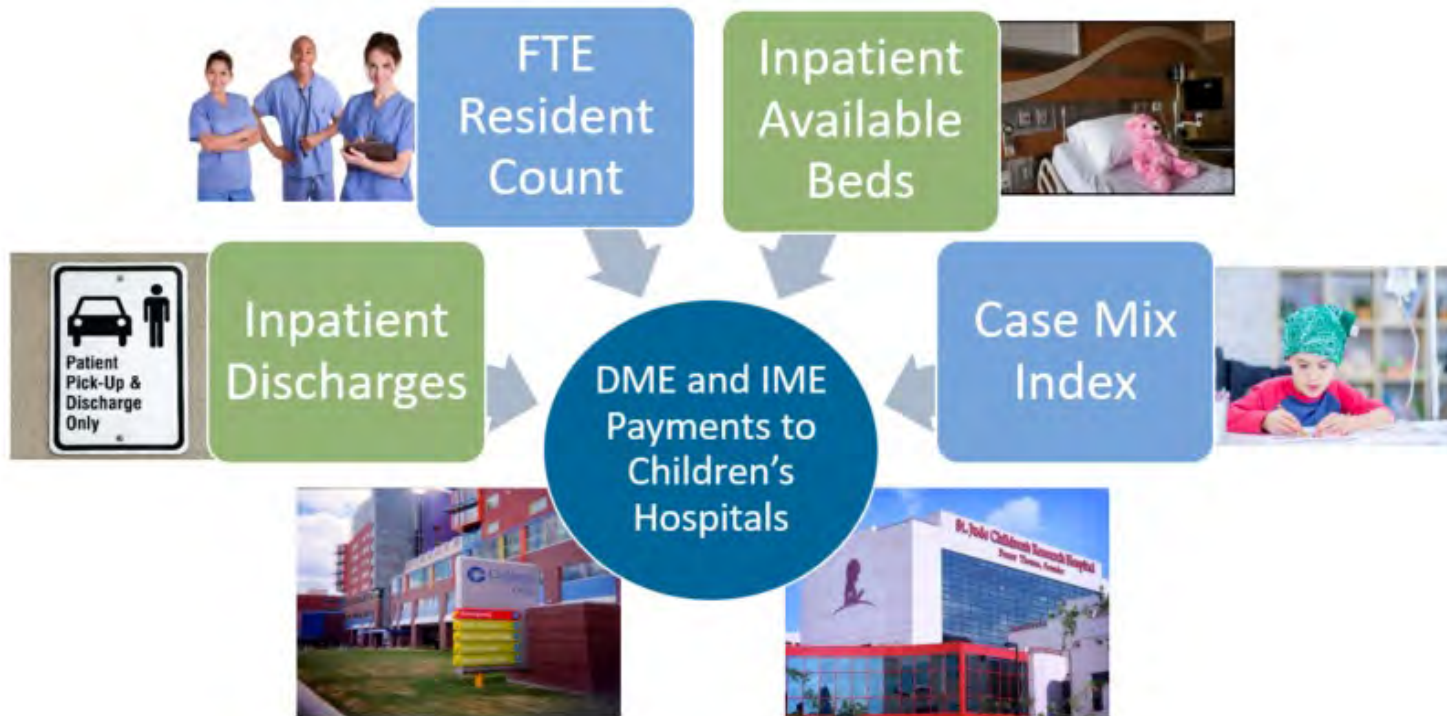 FTE
Resident
Count
Inpatient
Available
Beds
Patient
Pick-Up &
Discharge
Only
Inpatient
Discharges
Case Mix
Index
DME and IME
Payments to
Children's
Hospitals
St. Jude Children's Research Hospital